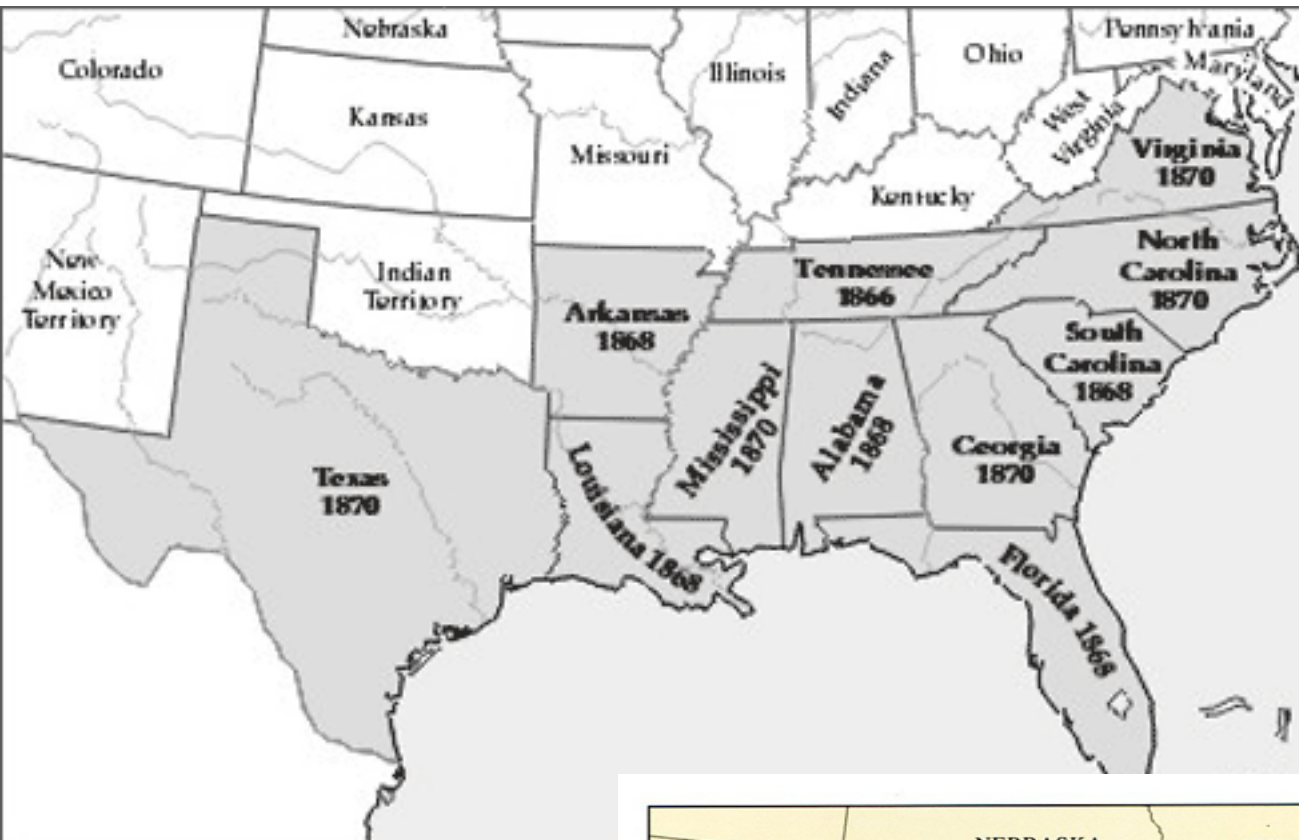 Nebraska
Pennsylvania
Colorado
Illinois
Indiana
Ohio
Maryland
Kansas
West
Virginia
Missouri
Virginia
1870
Kentucky
New
Mexico
Territory
Indian
Territory
Tennessee
1866
North
Carolina
1870
Arkansas
1868
South
Carolina
1868
Mississippi
1870
Alabama
1868
Georgia
1870
Texas
1870
Louisiana 1868
Florida 1868
NEBRASKA